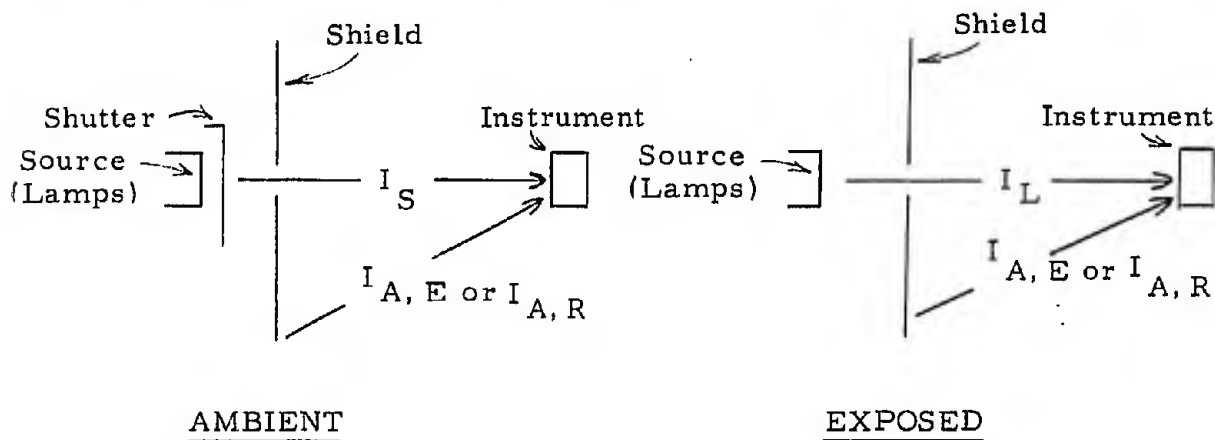 Shield
Shutter
Source
(Lamps)
Instrument
I_S
I_A, E or I_A, R
AMBIENT
Shield
Instrument
Source
(Lamps)
I_L
I_A, E or I_A, R
EXPOSED